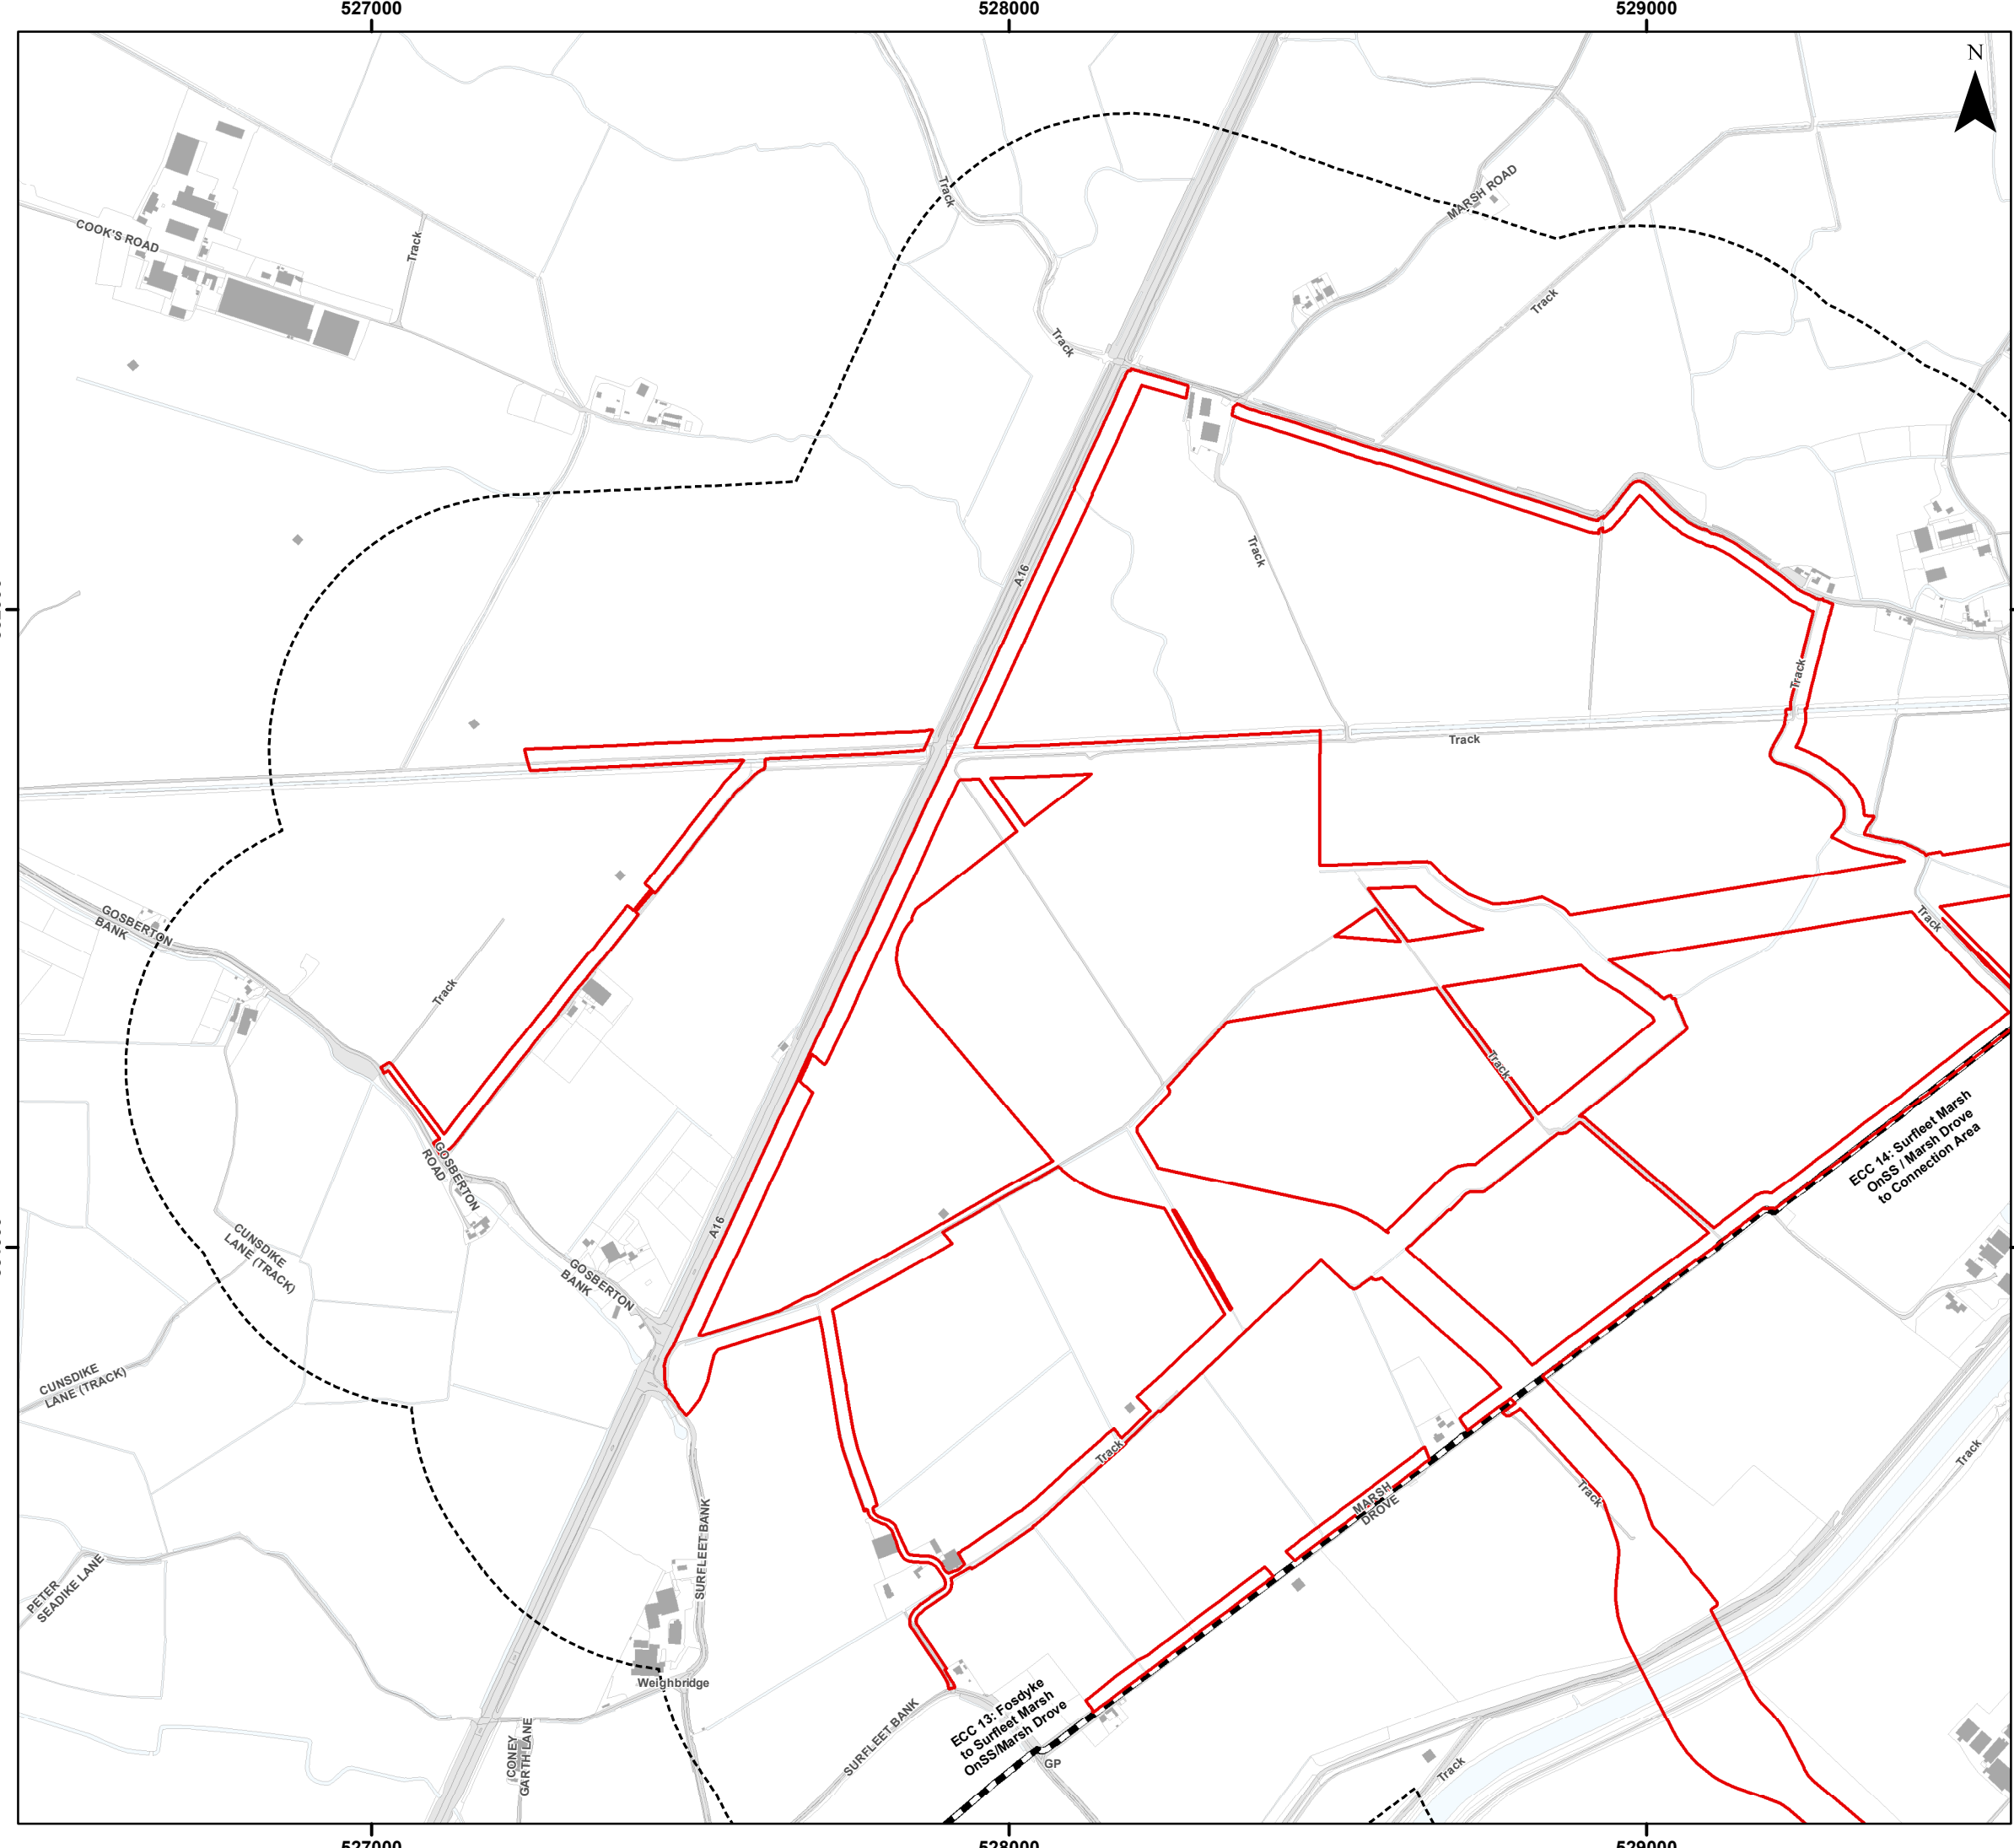 527000
528000
529000
N
Track
MARSH ROAD
COOK'S ROAD
Track
Track
Track
A16
Track
Track
Track
GOSBERTON
BANK
Track
Track
Track
ECC 14: Surfleet Marsh
OnSS / Marsh Drove
to Connection Area
GOSBERTON
ROAD
A16
CUNSDIKE
LANE (TRACK)
GOSBERTON
BANK
CUNSDIKE
LANE (TRACK)
Track
Track
MARSH
DROVE
Track
SURFLEET BANK
PETER
SEADIKE LANE
Weighbridge
ECC 13: Fosdyke
to Surfleet Marsh
OnSS/Marsh Drove
SURFLEET BANK
CONEY
GARTH LANE
GP
Track
527000
528000
529000